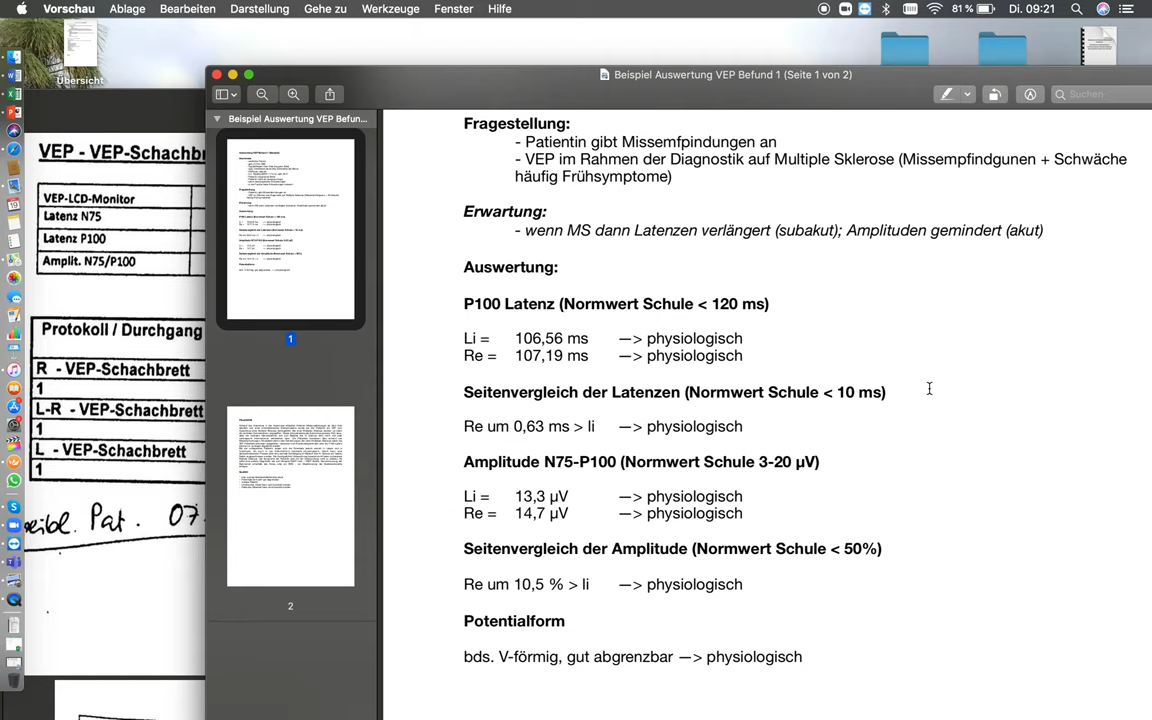 Vorschau Ablage Bearbeiten Darstellung Gehe zu Werkzeuge Fenster Hilfe 81 % Di. 09:21
Übersicht
Beispiel Auswertung VEP Befund 1 (Seite 1 von 2)
Suchen
Beispiel Auswertung VEP Befun...
1
2
VEP - VEP-Schachbr
VEP-LCD-Monitor
Latenz N75
Latenz P100
Amplit. N75/P100
Protokoll / Durchgang
R - VEP-Schachbrett
1
L-R - VEP-Schachbrett
1
L - VEP-Schachbrett
1
Pat. 07
Fragestellung:
- Patientin gibt Missemfpindungen an
- VEP im Rahmen der Diagnostik auf Multiple Sklerose (Missempfindgunen + Schwäche
häufig Frühsymptome)
Erwartung:
- wenn MS dann Latenzen verlängert (subakut); Amplituden gemindert (akut)
Auswertung:
P100 Latenz (Normwert Schule < 120 ms)
Li = 106,56 ms —> physiologisch
Re = 107,19 ms —> physiologisch
Seitenvergleich der Latenzen (Normwert Schule < 10 ms)
Re um 0,63 ms > li —> physiologisch
Amplitude N75-P100 (Normwert Schule 3-20 µV)
Li = 13,3 µV —> physiologisch
Re = 14,7 µV —> physiologisch
Seitenvergleich der Amplitude (Normwert Schule < 50%)
Re um 10,5 % > li —> physiologisch
Potentialform
bds. V-förmig, gut abgrenzbar —> physiologisch